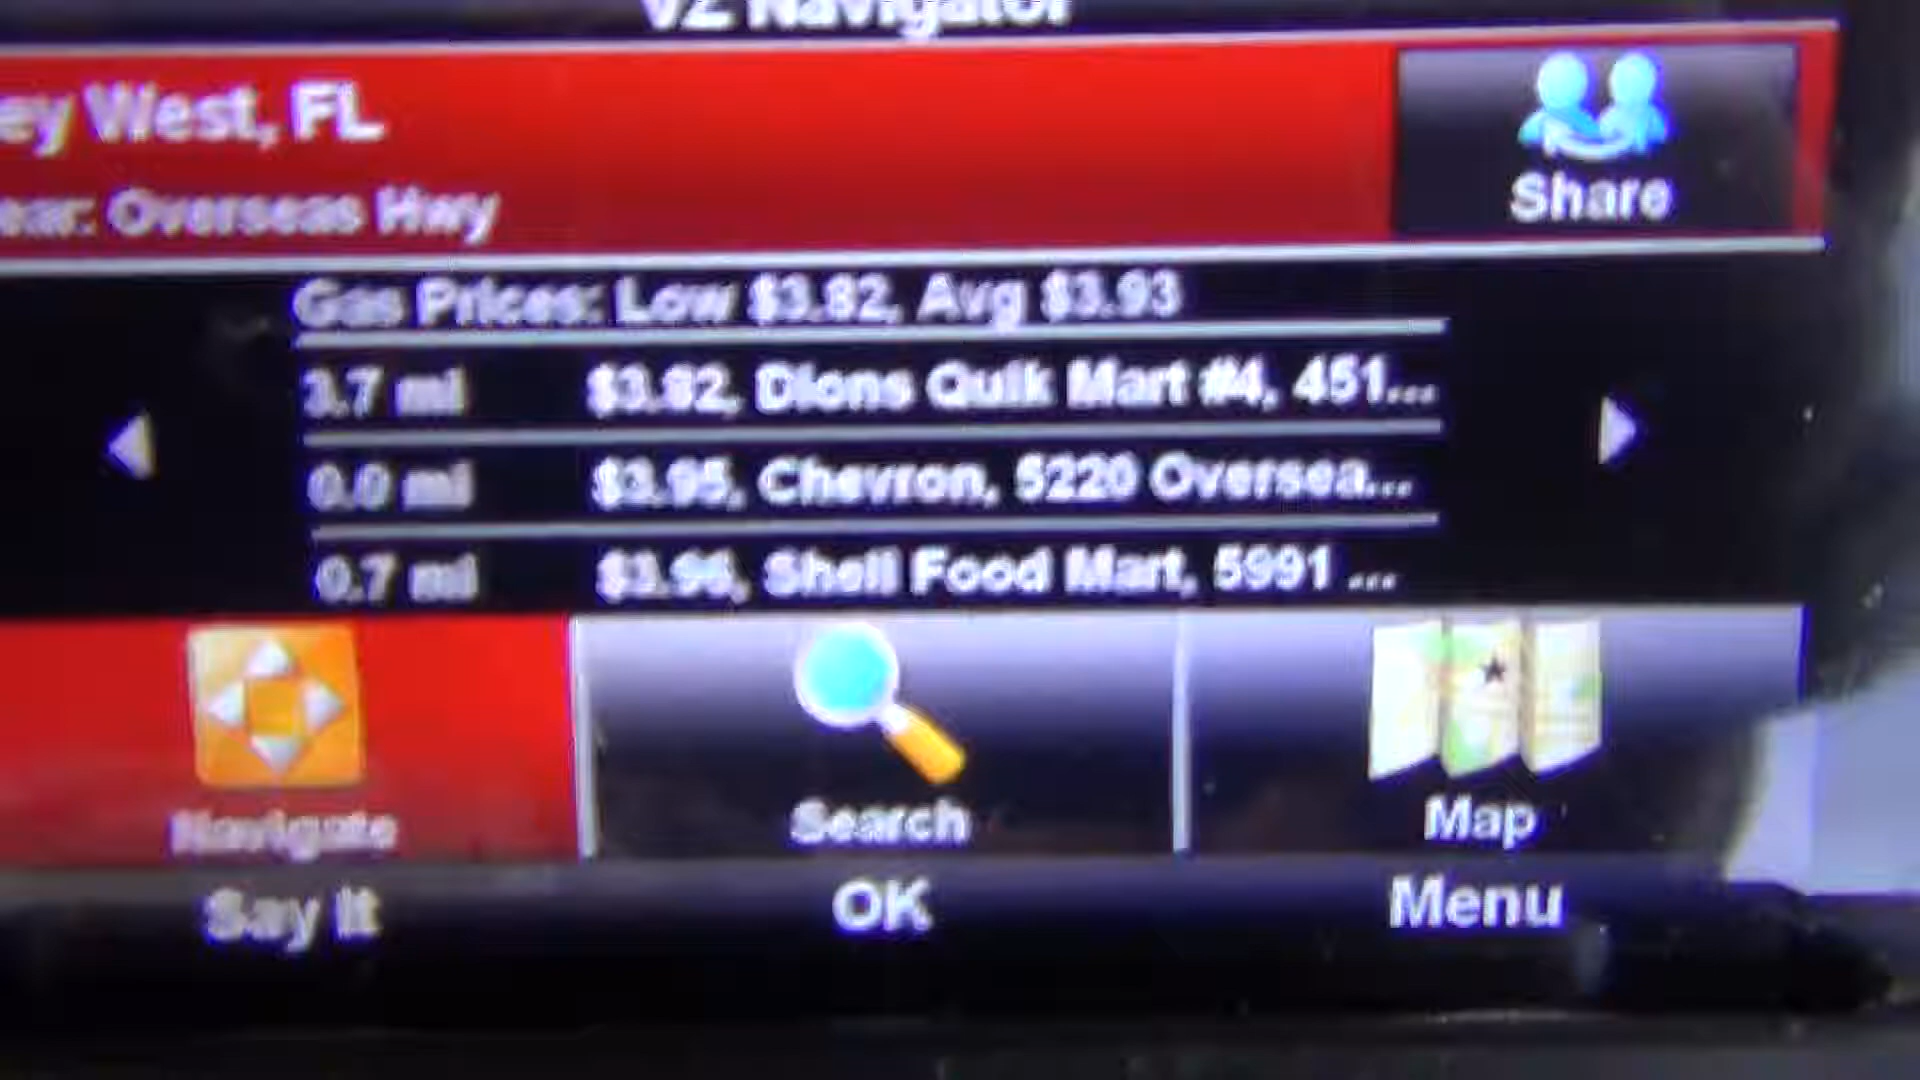 VZ Navigator
ey West, FL
Share
ear: Overseas Hwy
Gas Prices: Low $3.82, Avg $3.93
3.7 mi $3.82, Dions Quik Mart #4, 451...
0.0 mi $3.95, Chevron, 5220 Oversea...
0.7 mi $3.96, Shell Food Mart, 5991 ...
Navigate Search Map
Say It OK Menu